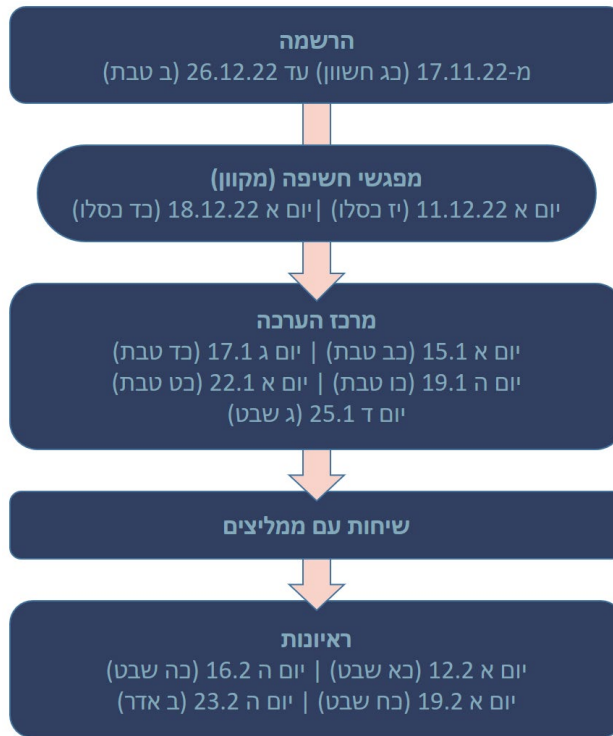 הרשמה
מ-17.11.22 (כג חשוון) עד 26.12.22 (ב טבת)
מפגשי חשיפה (מקוון)
יום א 11.12.22 (יז כסלו) | יום א 18.12.22 (כד כסלו)
מרכז הערכה
יום א 15.1 (כב טבת) | יום ג 17.1 (כד טבת)
יום ה 19.1 (כו טבת) | יום א 22.1 (כט טבת)
יום ד 25.1 (ג שבט)
שיחות עם ממליצים
ראיונות
יום א 12.2 (כא שבט) | יום ה 16.2 (כה שבט)
יום א 19.2 (כח שבט) | יום ה 23.2 (ב אדר)